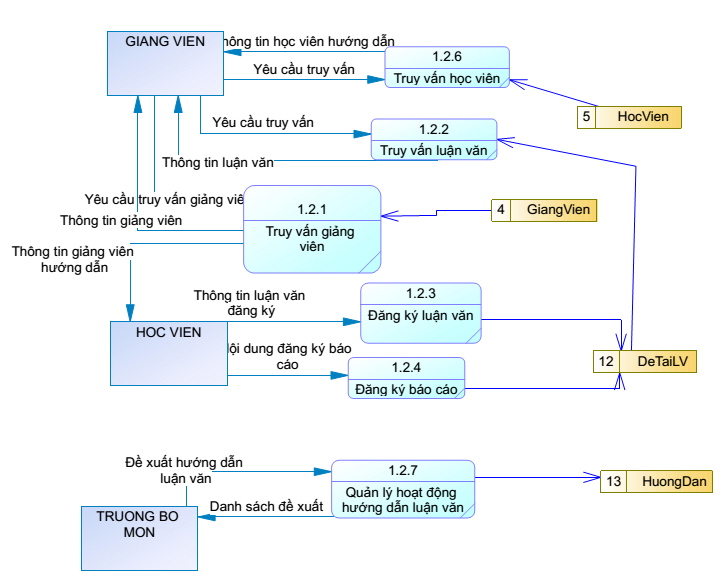 GIANG VIEN
hông tin học viên hướng dẫn
1.2.6
Truy vấn học viên
Yêu cầu truy vấn
5 HocVien
Yêu cầu truy vấn
1.2.2
Truy vấn luận văn
Thông tin luận văn
Yêu cầu truy vấn giảng viê
1.2.1
Truy vấn giảng
viên
4 GiangVien
Thông tin giảng viên
Thông tin giảng viên
hướng dẫn
Thông tin luận văn
đăng ký
1.2.3
Đăng ký luận văn
HOC VIEN
ội dung đăng ký báo
cáo
1.2.4
Đăng ký báo cáo
12 DeTaiLV
Đề xuất hướng dẫn
luận văn
1.2.7
Quản lý hoạt động
hướng dẫn luận văn
13 HuongDan
Danh sách đề xuất
TRUONG BO
MON